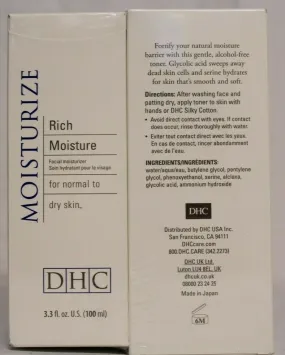 MOISTURIZE
Rich
Moisture
Facial moisturizer
Soin hydratant pour le visage
for normal to
dry skin.
DHC
3.3 fl. oz. U.S. (100 ml)
Fortify your natural moisture
barrier with this gentle, alcohol-free
toner. Glycolic acid sweeps away
dead skin cells and serine hydrates
for skin that's smooth and soft.
Directions: After washing face and
patting dry, apply toner to skin with
hands or DHC Silky Cotton.
• Avoid direct contact with eyes. If contact
does occur, rinse thoroughly with water.
• Eviter tout contact direct avec les yeux.
En cas de contact, rincer abondamment
avec de l'eau.
INGREDIENTS/INGRÉDIENTS:
water/aqua/eau, butylene glycol, pentylene
glycol, phenoxyethanol, serine,
glycolic acid, ammonium hydroxide
DHC
Distributed by DHC USA Inc.
San Francisco, CA 94111
DHCcare.com
800.DHC.CARE (342.2273)
DHC UK Ltd.
Luton LU4 8EL, UK
dhcuk.co.uk
08080 23 24 25
Made in Japan
6M